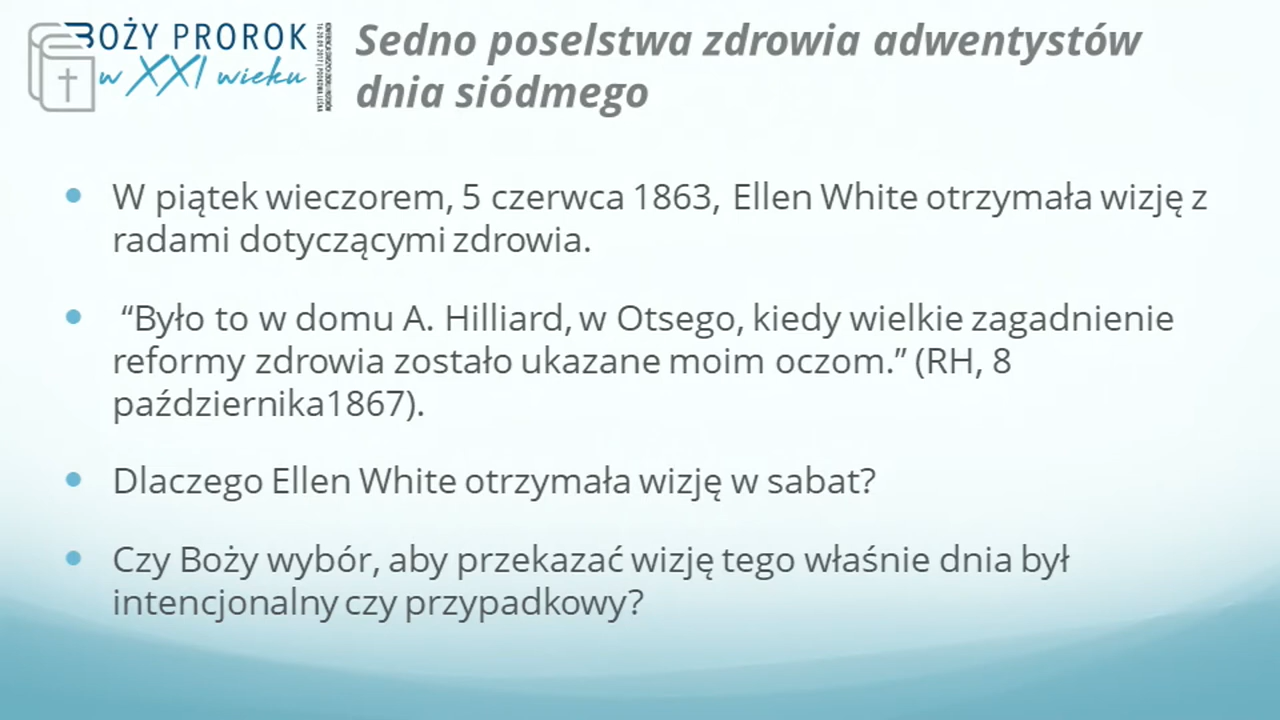 BOŻY PROROK
w XXI wieku
Sedno poselstwa zdrowia adwentystów
dnia siódmego
W piątek wieczorem, 5 czerwca 1863, Ellen White otrzymała wizję z
radami dotyczącymi zdrowia.
“Było to w domu A. Hilliard, w Otsego, kiedy wielkie zagadnienie
reformy zdrowia zostało ukazane moim oczom.” (RH, 8
października1867).
Dlaczego Ellen White otrzymała wizję w sabat?
Czy Boży wybór, aby przekazać wizję tego właśnie dnia był
intencjonalny czy przypadkowy?